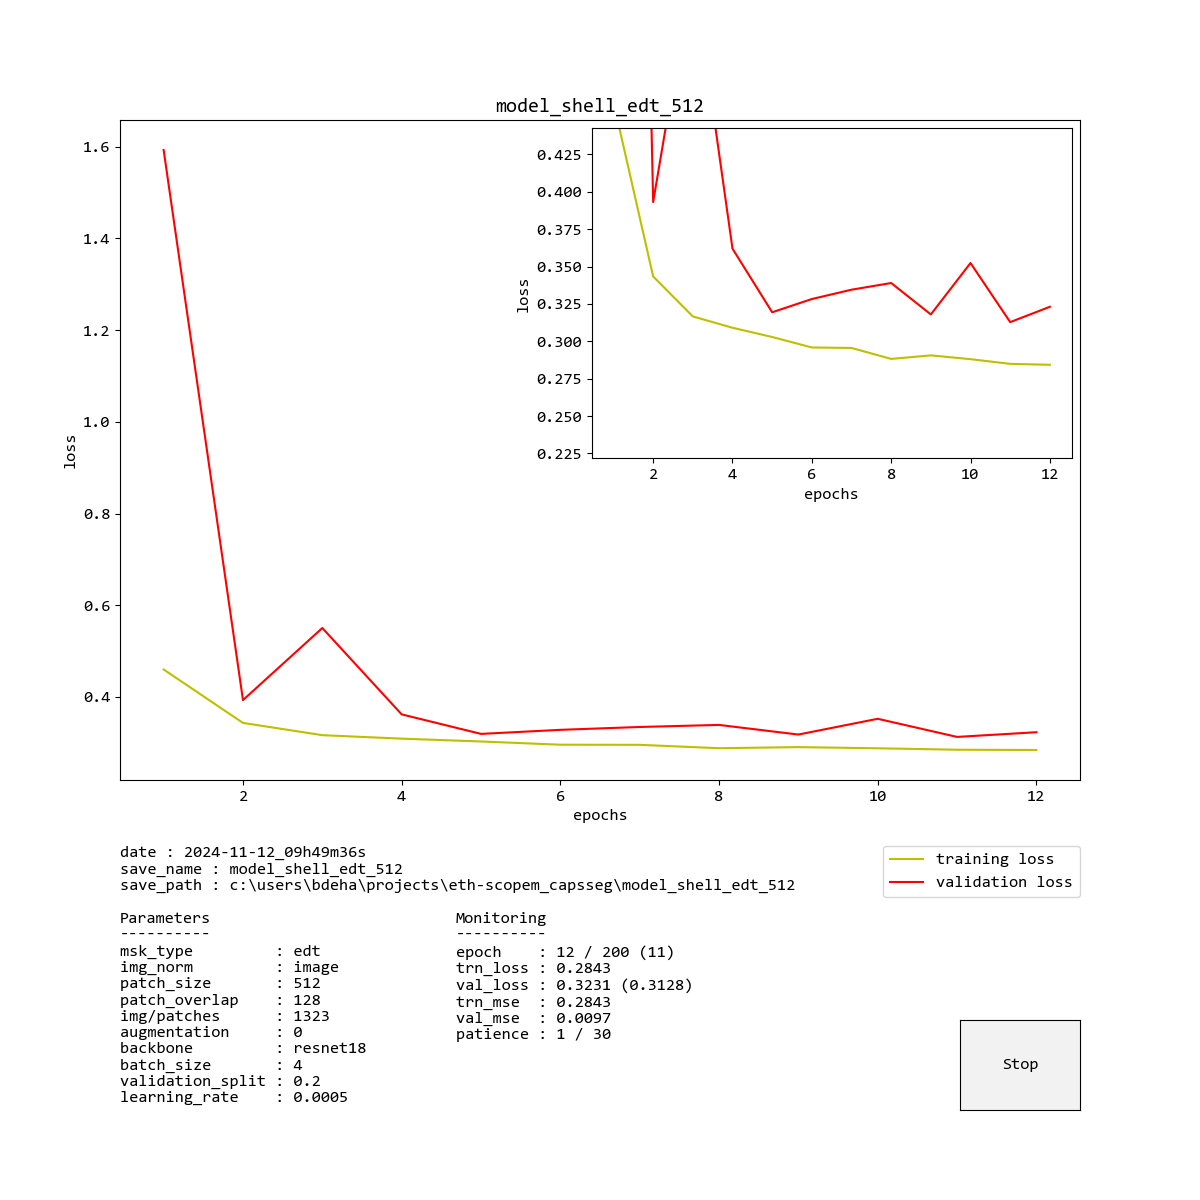 model_shell_edt_512
1.6
1.4
1.2
1.0
0.8
0.6
0.4
loss
2
4
6
8
10
12
epochs
0.425
0.400
0.375
0.350
0.325
0.300
0.275
0.250
0.225
loss
2
4
6
8
10
12
epochs
date : 2024-11-12_09h49m36s
save_name : model_shell_edt_512
save_path : c:\users\bdeha\projects\eth-scopem_capsseg\model_shell_edt_512
training loss
validation loss
Parameters
----------
msk_type         : edt
img_norm         : image
patch_size       : 512
patch_overlap    : 128
img/patches      : 1323
augmentation     : 0
backbone         : resnet18
batch_size       : 4
validation_split : 0.2
learning_rate    : 0.0005
Monitoring
----------
epoch    : 12 / 200 (11)
trn_loss : 0.2843
val_loss : 0.3231 (0.3128)
trn_mse  : 0.2843
val_mse  : 0.0097
patience : 1 / 30
Stop